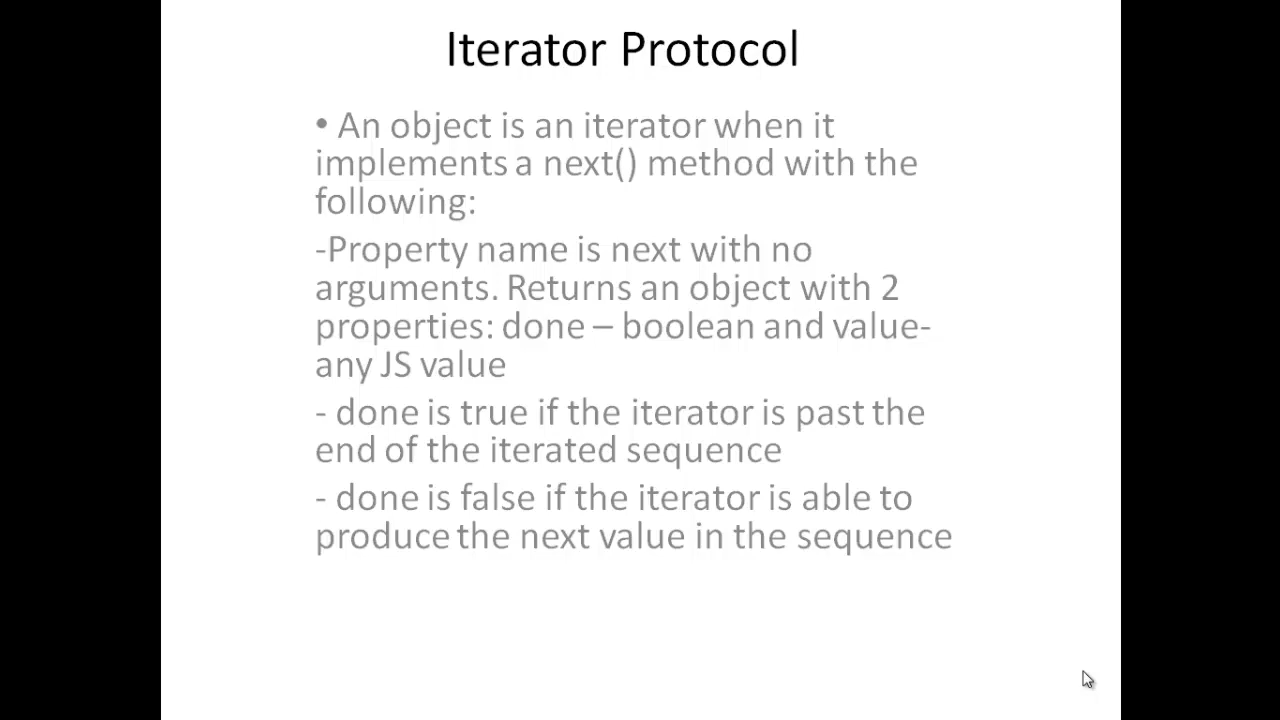 Iterator Protocol
• An object is an iterator when it
implements a next() method with the
following:
-Property name is next with no
arguments. Returns an object with 2
properties: done – boolean and value-
any JS value
- done is true if the iterator is past the
end of the iterated sequence
- done is false if the iterator is able to
produce the next value in the sequence